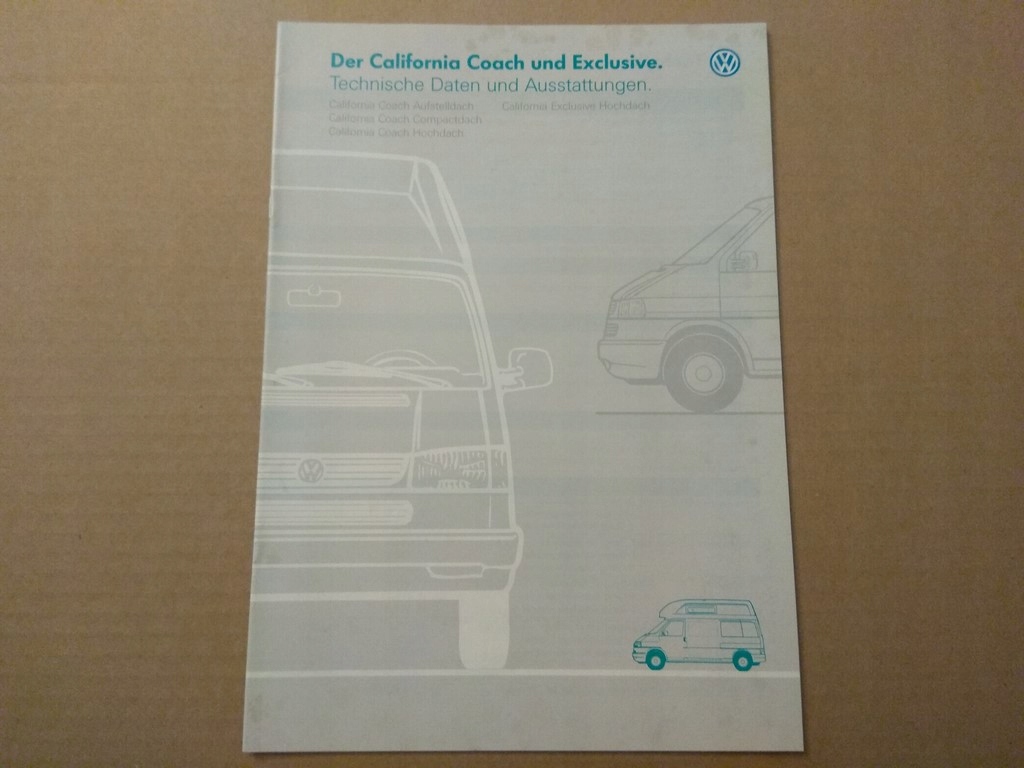 Der California Coach und Exclusive.
Technische Daten und Ausstattungen.
California Coach Aufstelldach California Exclusive Hochdach
California Coach Compactdach
California Coach Hochdach